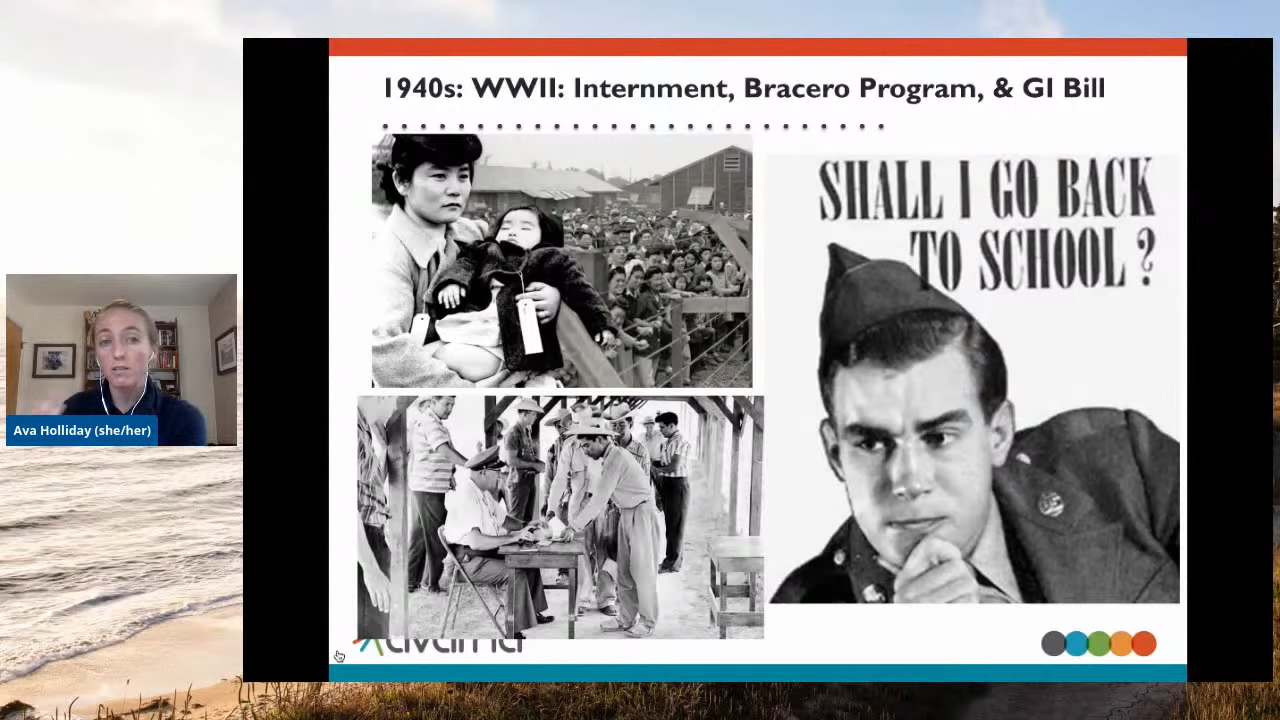 1940s: WWII: Internment, Bracero Program, & GI Bill
SHALL I GO BACK
TO SCHOOL ?
Ava Holliday (she/her)